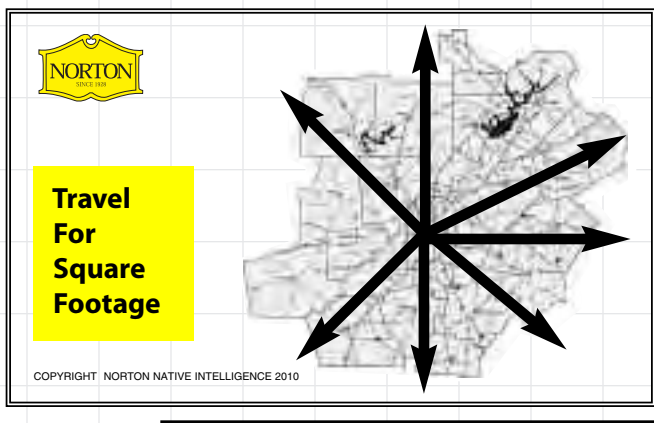 NORTON
SINCE 1928
Travel
For
Square
Footage
COPYRIGHT NORTON NATIVE INTELLIGENCE 2010